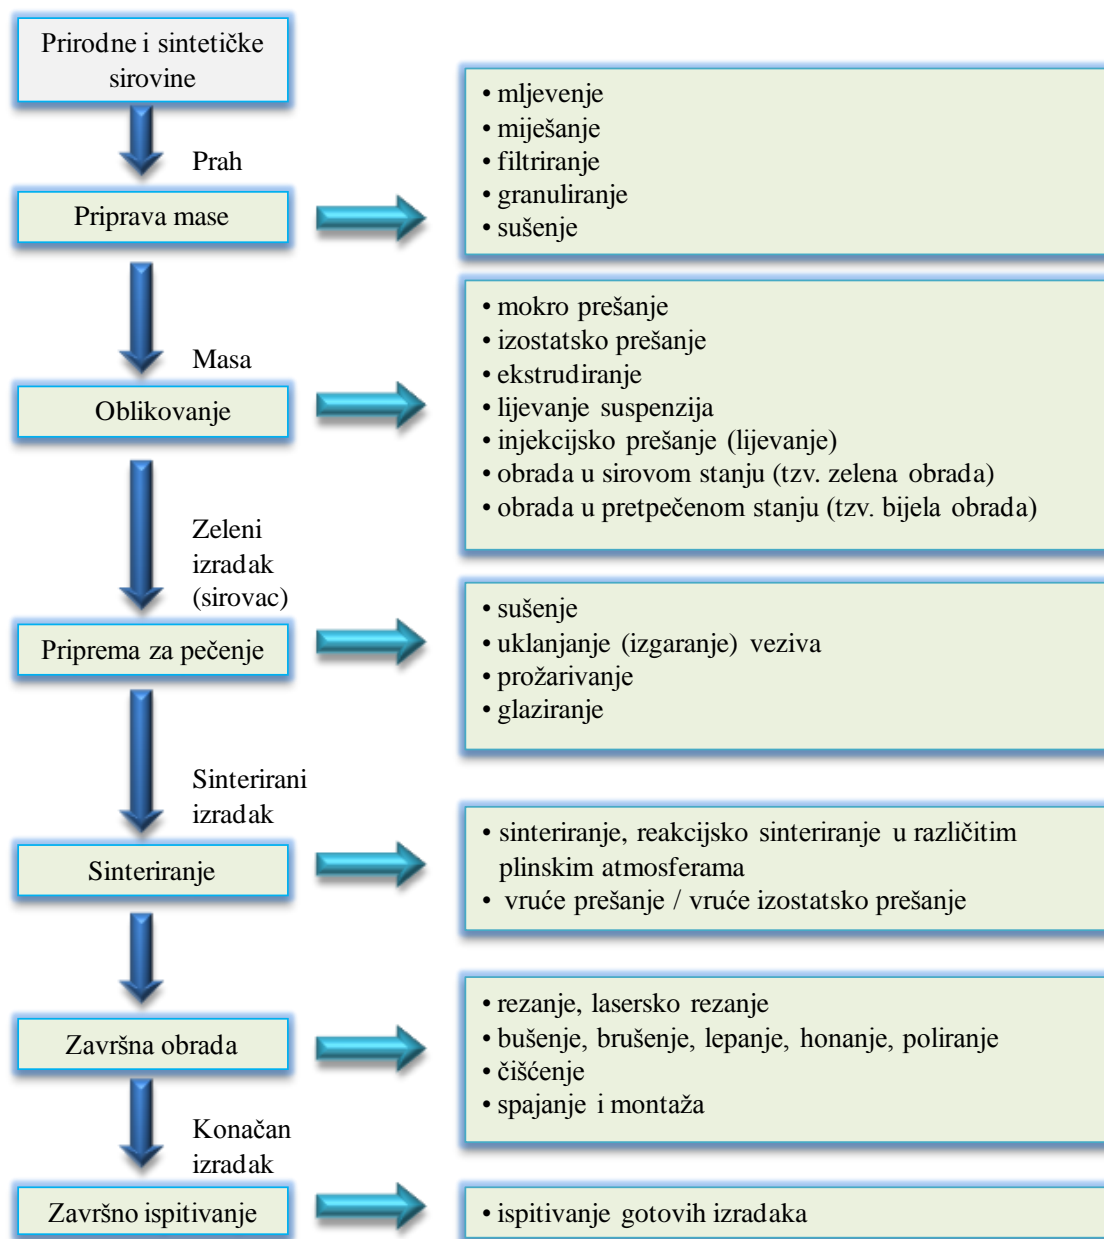 Prirodne i sintetičke
sirovine
Prah
Priprava mase
• mljevenje
• miješanje
• filtriranje
• granuliranje
• sušenje
Masa
Oblikovanje
• mokro prešanje
• izostatsko prešanje
• ekstrudiranje
• lijevanje suspenzija
• injekcijsko prešanje (lijevanje)
• obrada u sirovom stanju (tzv. zelena obrada)
• obrada u pretpečenom stanju (tzv. bijela obrada)
Zeleni
izradak
(sirovac)
Priprema za pečenje
• sušenje
• uklanjanje (izgaranje) veziva
• prožarivanje
• glaziranje
Sinterirani
izradak
Sinteriranje
• sinteriranje, reakcijsko sinteriranje u različitim
plinskim atmosferama
• vruće prešanje / vruće izostatsko prešanje
Završna obrada
• rezanje, lasersko rezanje
• bušenje, brušenje, lepanje, honanje, poliranje
• čišćenje
• spajanje i montaža
Konačan
izradak
Završno ispitivanje
• ispitivanje gotovih izradaka